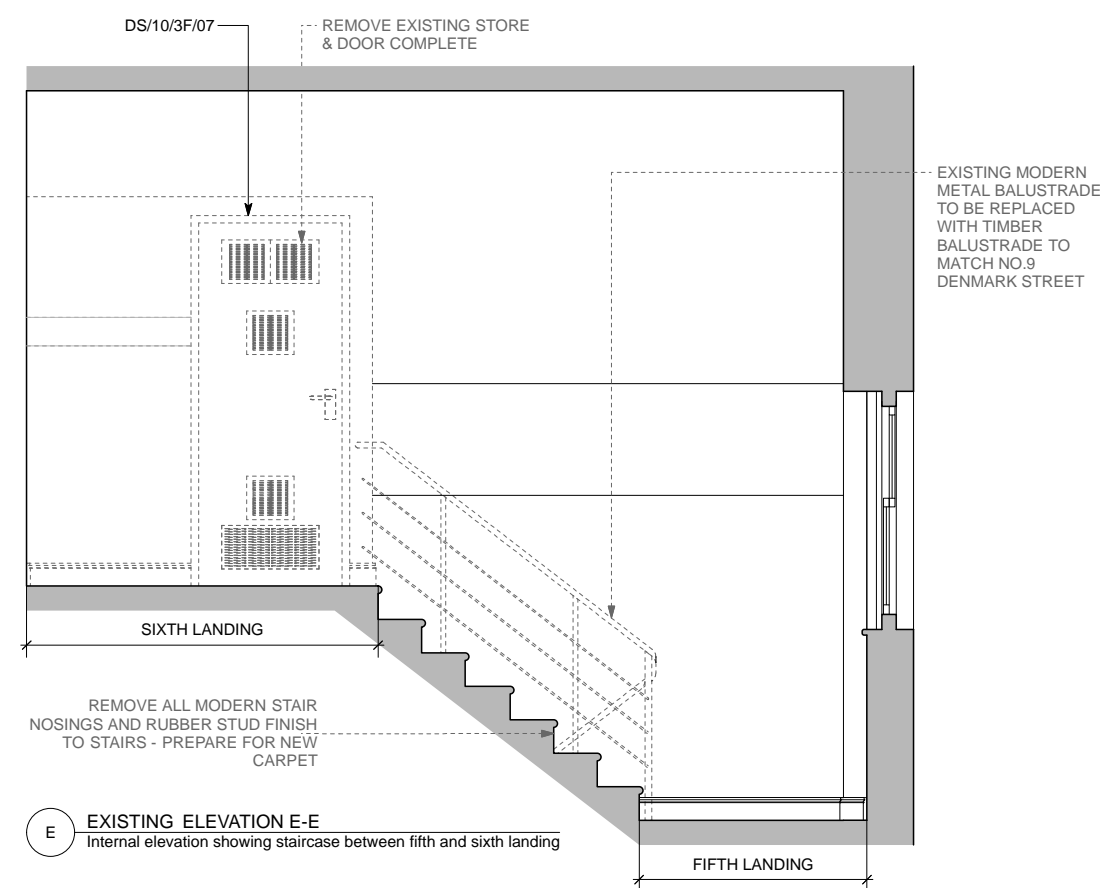 DS/10/3F/07
REMOVE EXISTING STORE
& DOOR COMPLETE
EXISTING MODERN
METAL BALUSTRADE
TO BE REPLACED
WITH TIMBER
BALUSTRADE TO
MATCH NO.9
DENMARK STREET
SIXTH LANDING
REMOVE ALL MODERN STAIR
NOSINGS AND RUBBER STUD FINISH
TO STAIRS - PREPARE FOR NEW
CARPET
E
EXISTING ELEVATION E-E
Internal elevation showing staircase between fifth and sixth landing
FIFTH LANDING